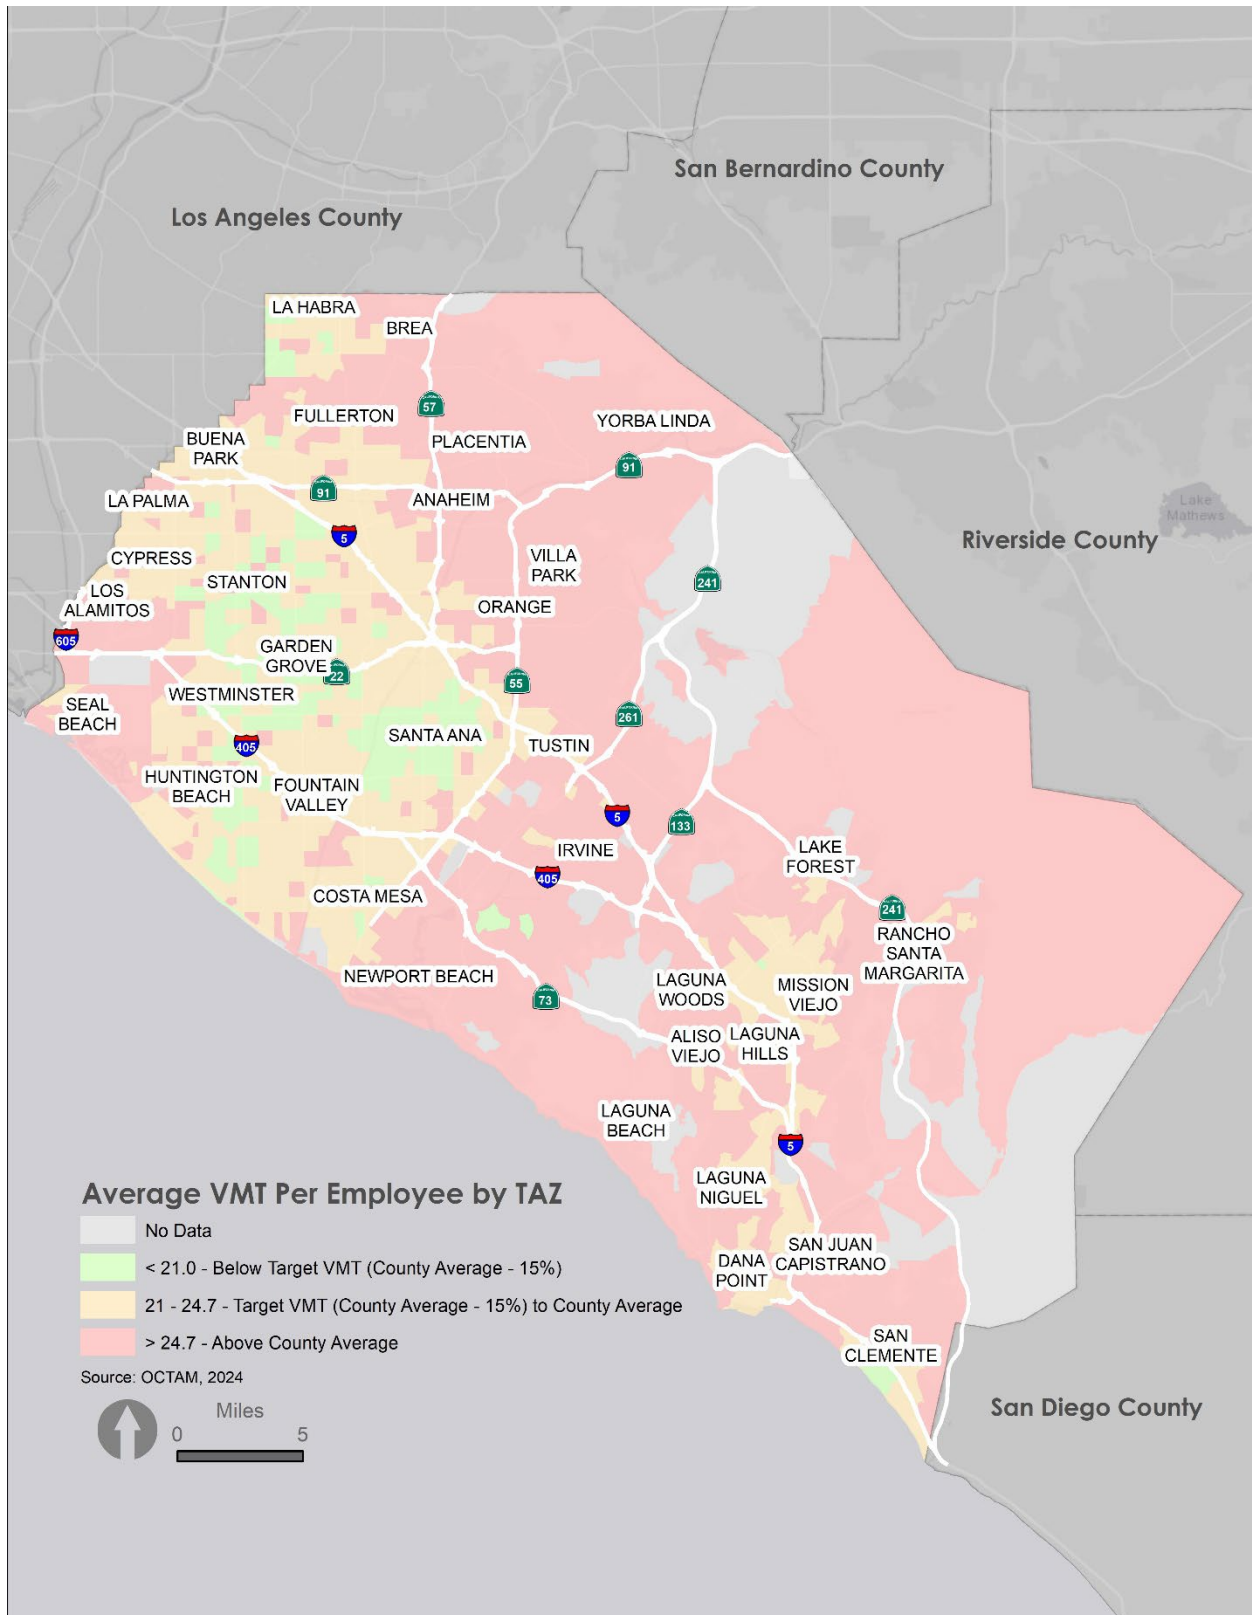 San Bernardino County
Los Angeles County
LA HABRA
BREA
57
FULLERTON
YORBA LINDA
BUENA
PARK
PLACENTIA
91
91
LA PALMA
ANAHEIM
Lake
Mathews
5
Riverside County
CYPRESS
VILLA
PARK
STANTON
241
LOS
ALAMITOS
ORANGE
605
GARDEN
GROVE
22
55
WESTMINSTER
SEAL
BEACH
261
SANTA ANA
TUSTIN
405
HUNTINGTON
BEACH
FOUNTAIN
VALLEY
5
133
IRVINE
LAKE
FOREST
405
COSTA MESA
241
RANCHO
SANTA
MARGARITA
NEWPORT BEACH
LAGUNA
WOODS
MISSION
VIEJO
73
ALISO
VIEJO
LAGUNA
HILLS
LAGUNA
BEACH
5
LAGUNA
NIGUEL
DANA
POINT
SAN JUAN
CAPISTRANO
SAN
CLEMENTE
San Diego County
Average VMT Per Employee by TAZ
No Data
< 21.0 - Below Target VMT (County Average - 15%)
21 - 24.7 - Target VMT (County Average - 15%) to County Average
> 24.7 - Above County Average
Source: OCTAM, 2024
Miles
0 5